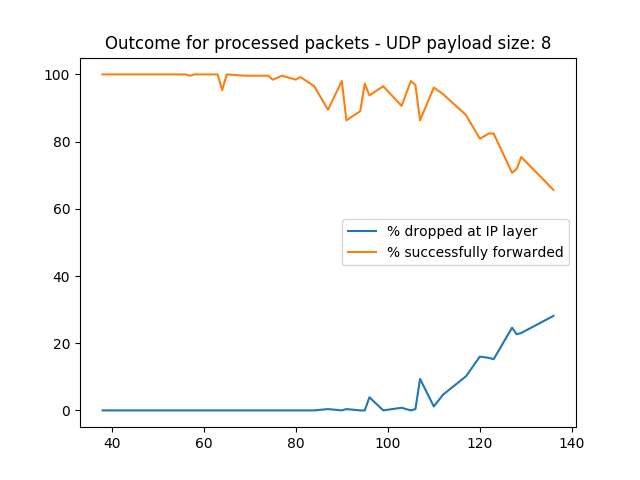 Outcome for processed packets - UDP payload size: 8
100
80
60
40
20
0
% dropped at IP layer
% successfully forwarded
40 60 80 100 120 140